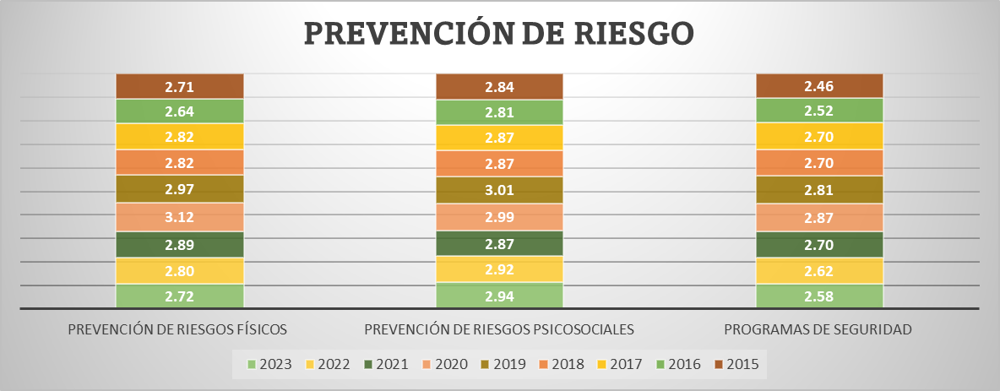 PREVENCIÓN DE RIESGO
2.71 2.84 2.46
2.64 2.81 2.52
2.82 2.87 2.70
2.82 2.87 2.70
2.97 3.01 2.81
3.12 2.99 2.87
2.89 2.87 2.70
2.80 2.92 2.62
2.72 2.94 2.58
PREVENCIÓN DE RIESGOS FÍSICOS PREVENCIÓN DE RIESGOS PSICOSOCIALES PROGRAMAS DE SEGURIDAD
2023 2022 2021 2020 2019 2018 2017 2016 2015